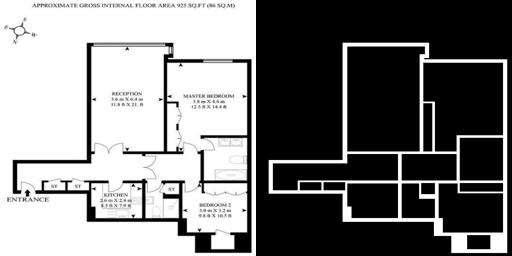 APPROXIMATE GROSS INTERNAL FLOOR AREA 925 SQ.FT (86 SQ.M)
S
E
W
N
RECEPTION
3.6 m X 6.4 m
11.8 ft X 21. ft
MASTER BEDROOM
3.8 m X 4.4 m
12.5 ft X 14.4 ft
ST
ST
ST
KITCHEN
2.6 m X 2.4 m
8.5 ft X 7.9 ft
ENTRANCE
BEDROOM 2
3.0 m X 3.2 m
9.8 ft X 10.5 ft